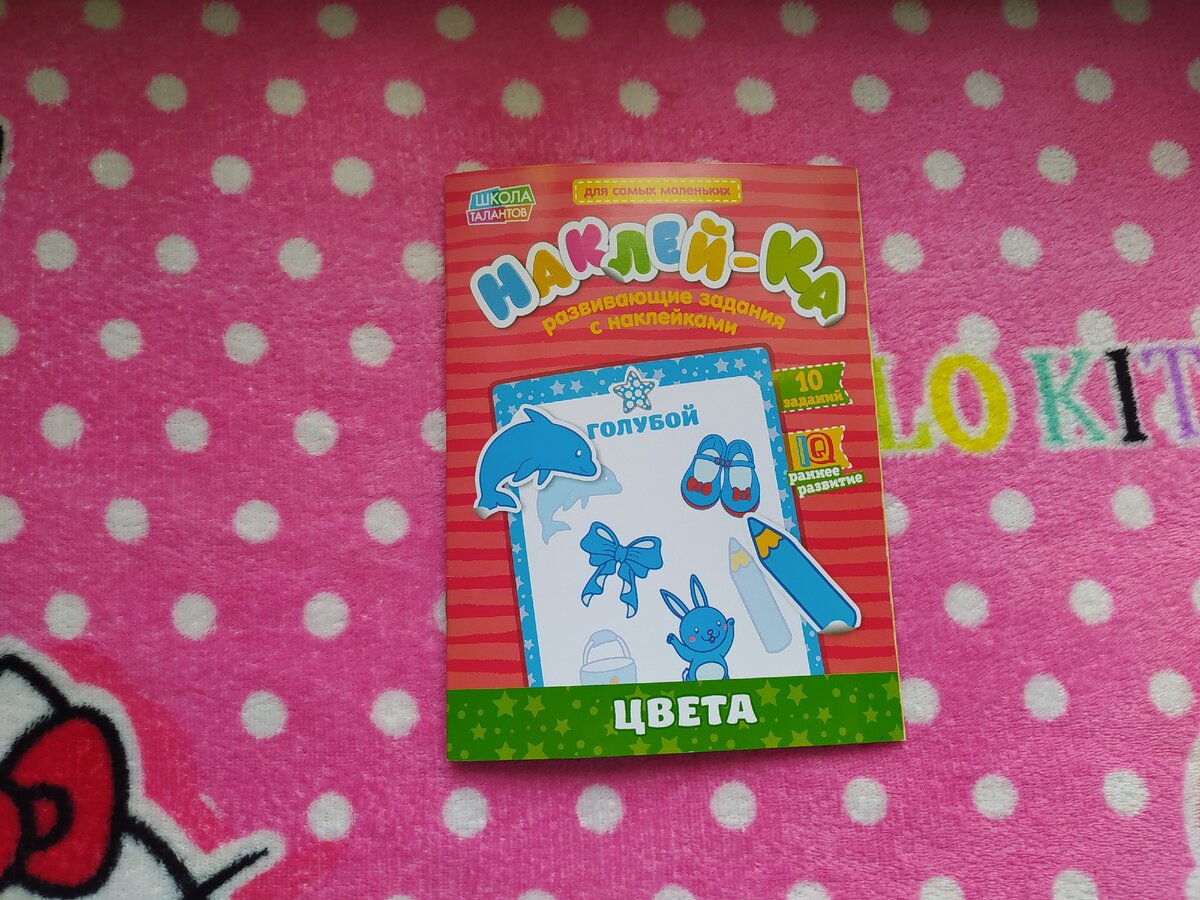 для самых маленьких
ШКОЛА
ТАЛАНТОВ
НАКЛЕЙ-КА
развивающие задания
с наклейками
10
заданий
ГОЛУБОЙ
IQ
раннее
развитие
ЦВЕТА
LO KIT